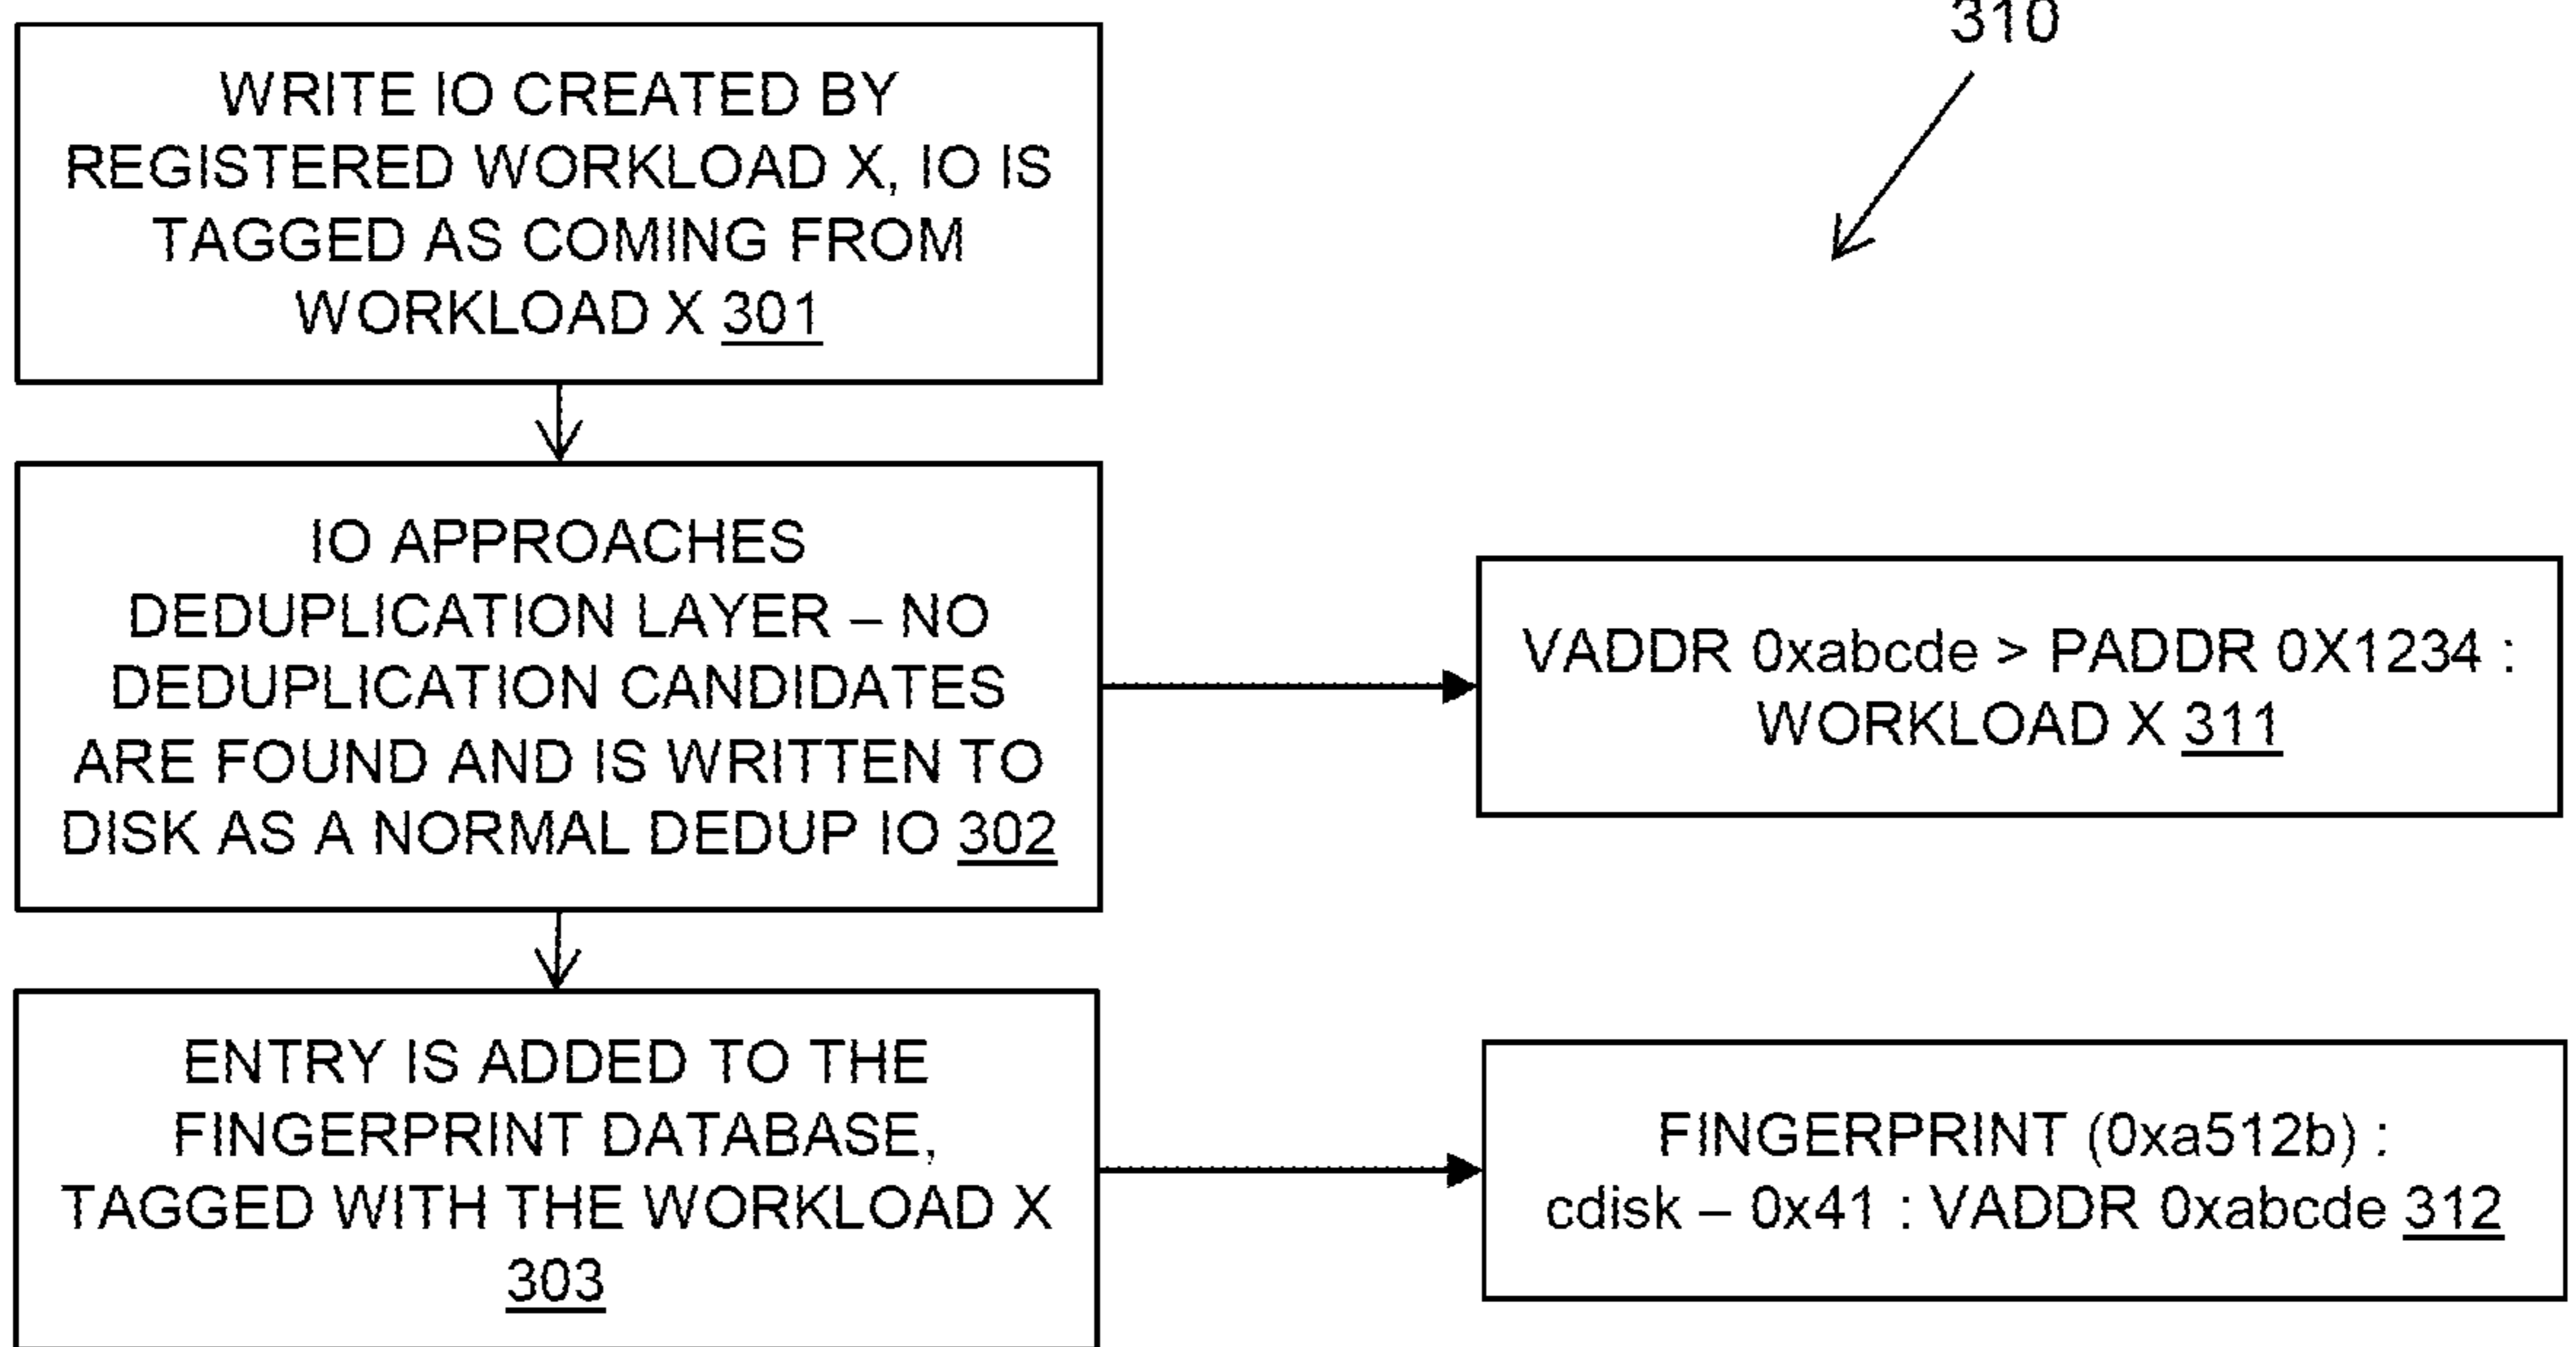 310
WRITE IO CREATED BY
REGISTERED WORKLOAD X, IO IS
TAGGED AS COMING FROM
WORKLOAD X 301
IO APPROACHES
DEDUPLICATION LAYER – NO
DEDUPLICATION CANDIDATES
ARE FOUND AND IS WRITTEN TO
DISK AS A NORMAL DEDUP IO 302
VADDR 0xabcde > PADDR 0X1234 :
WORKLOAD X 311
ENTRY IS ADDED TO THE
FINGERPRINT DATABASE,
TAGGED WITH THE WORKLOAD X
303
FINGERPRINT (0xa512b) :
cdisk – 0x41 : VADDR 0xabcde 312